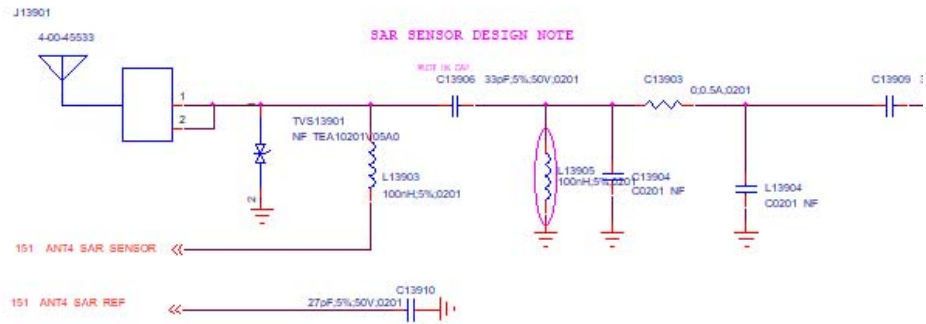 J13901
4-00-45533
SAR SENSOR DESIGN NOTE
C13906 33pF,5%;50V;0201
C13903
0;0.5A;0201
C13909
1
2
1
TVS13901
NF TEA10201V05A0
2
L13903
100nH;5%;0201
L13905
100nH;5%;0201
C13904
C0201 NF
L13904
C0201 NF
151 ANT4 SAR SENSOR
151 ANT4 SAR REF
C13910
27pF;5%;50V;0201